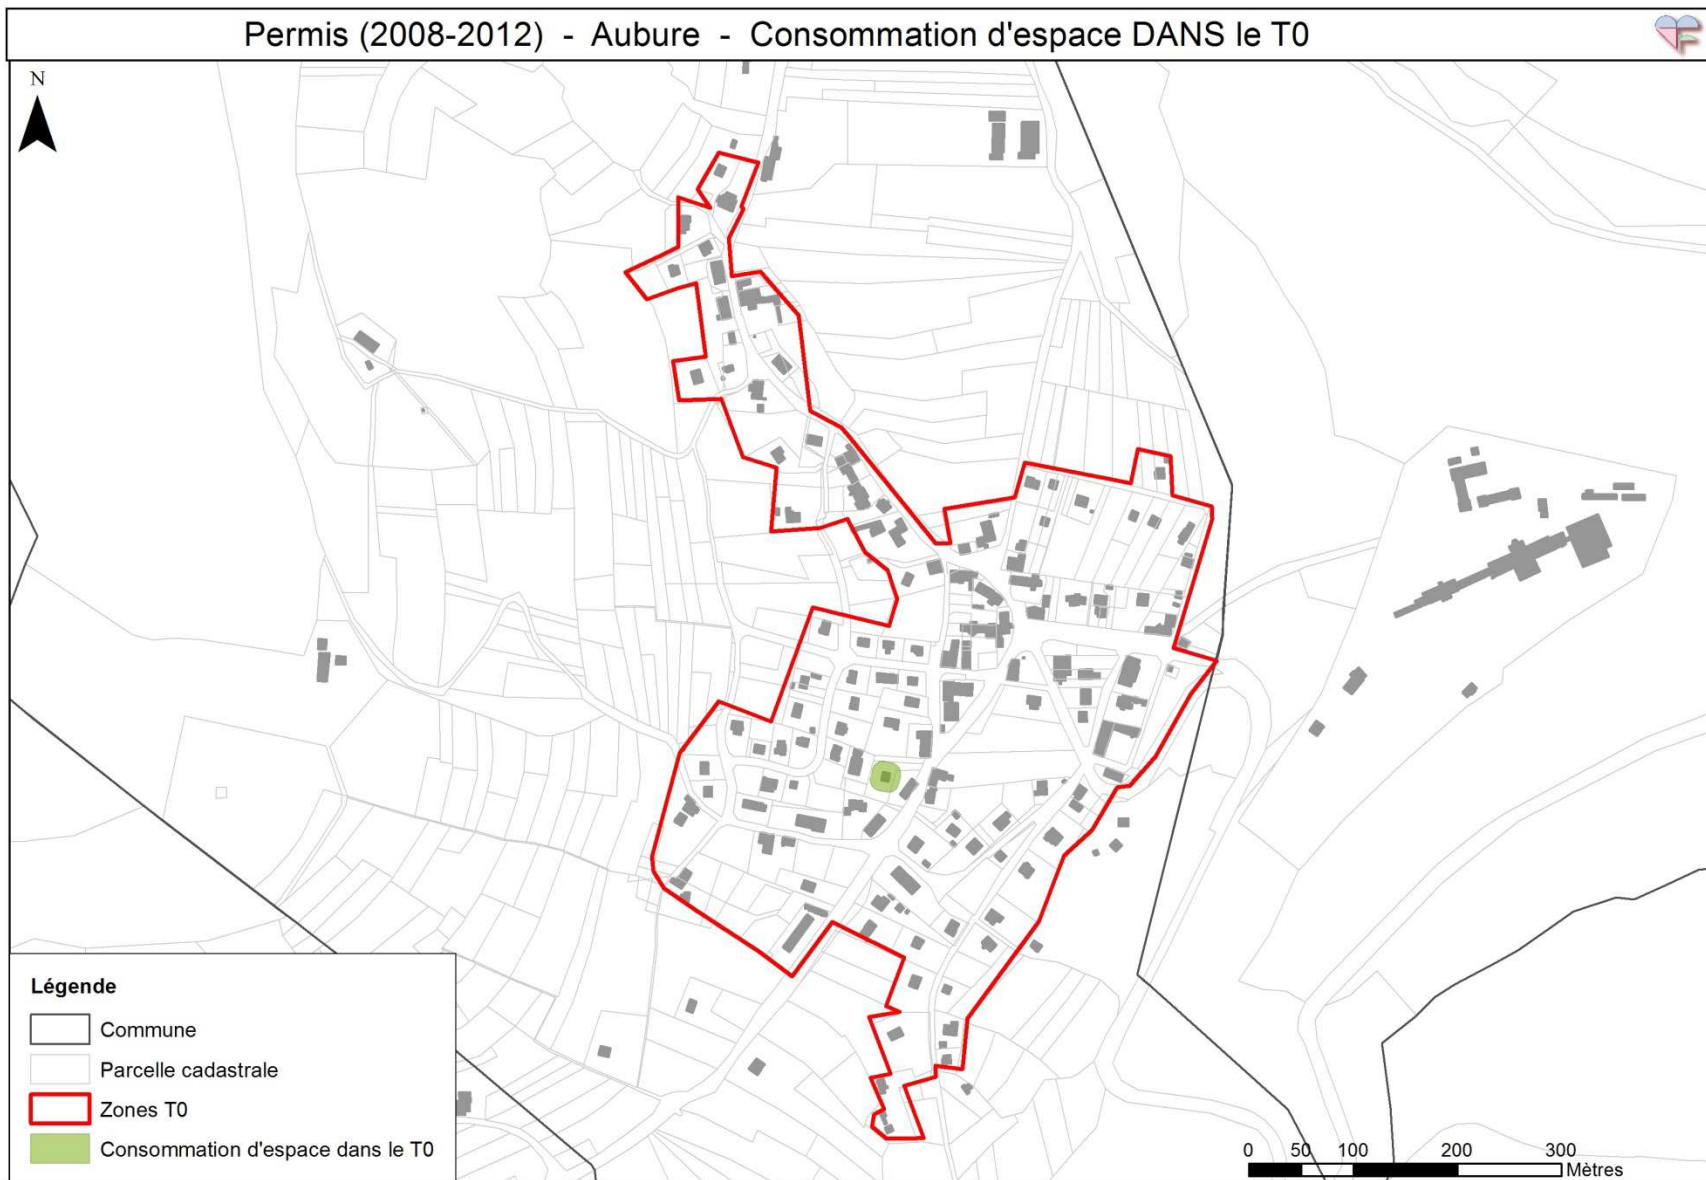 Permis (2008-2012) - Aubure - Consommation d'espace DANS le T0
N
Légende
Commune
Parcelle cadastrale
Zones T0
Consommation d'espace dans le T0
0 50 100 200 300
Mètres